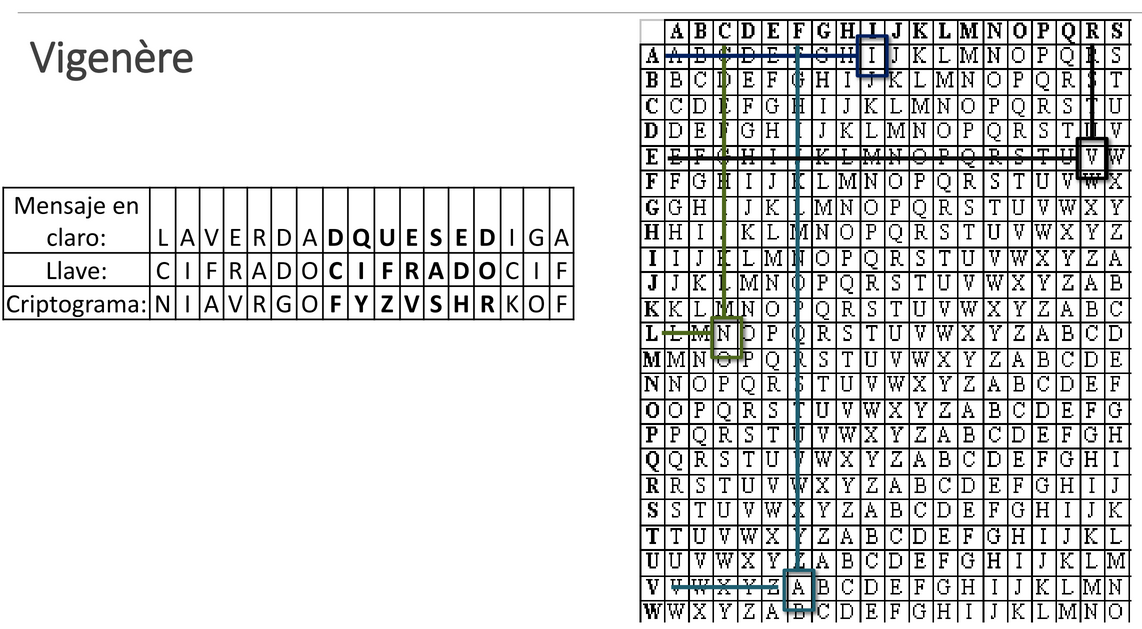 Vigenère
Mensaje en
claro: L A V E R D A D Q U E S E D I G A
Llave: C I F R A D O C I F R A D O C I F
Criptograma: N I A V R G O F Y Z V S H R K O F
A B C D E F G H I J K L M N O P Q R S
A A B C D E F G H I J K L M N O P Q R S
B B C D E F G H I J K L M N O P Q R S T
C C D E F G H I J K L M N O P Q R S T U
D D E F G H I J K L M N O P Q R S T U V
E E F G H I J K L M N O P Q R S T U V W
F F G H I J K L M N O P Q R S T U V W X
G G H I J K L M N O P Q R S T U V W X Y
H H I J K L M N O P Q R S T U V W X Y Z
I I J K L M N O P Q R S T U V W X Y Z A
J J K L M N O P Q R S T U V W X Y Z A B
K K L M N O P Q R S T U V W X Y Z A B C
L L M N O P Q R S T U V W X Y Z A B C D
M M N O P Q R S T U V W X Y Z A B C D E
N N O P Q R S T U V W X Y Z A B C D E F
O O P Q R S T U V W X Y Z A B C D E F G
P P Q R S T U V W X Y Z A B C D E F G H
Q Q R S T U V W X Y Z A B C D E F G H I
R R S T U V W X Y Z A B C D E F G H I J
S S T U V W X Y Z A B C D E F G H I J K
T T U V W X Y Z A B C D E F G H I J K L
U U V W X Y Z A B C D E F G H I J K L M
V V W X Y Z A B C D E F G H I J K L M N
W W X Y Z A B C D E F G H I J K L M N O